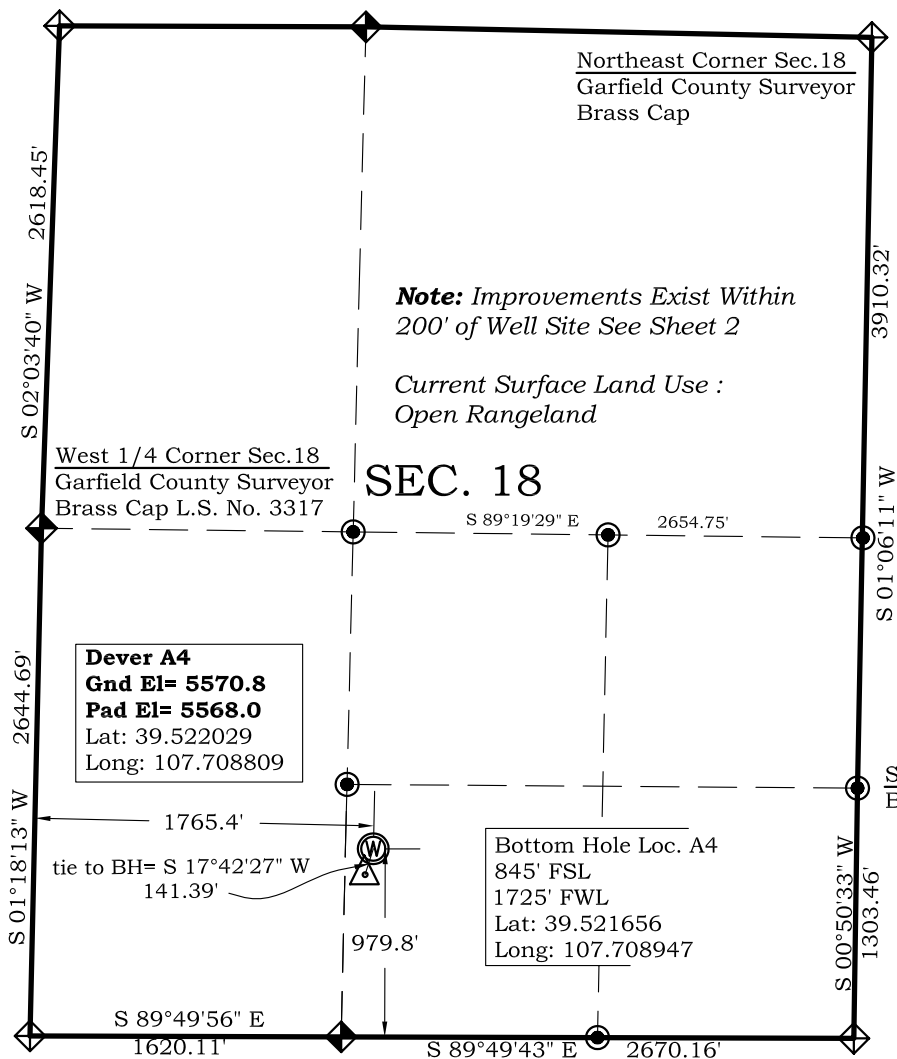 Northeast Corner Sec.18
Garfield County Surveyor
Brass Cap
2618.45'
S 02°03'40" W
3910.32'
S 01°06'11" W
Note: Improvements Exist Within
200' of Well Site See Sheet 2
Current Surface Land Use :
Open Rangeland
West 1/4 Corner Sec.18
Garfield County Surveyor
Brass Cap L.S. No. 3317
SEC. 18
S 89°19'29" E
2654.75'
2644.69'
S 01°18'13" W
Dever A4
Gnd El= 5570.8
Pad El= 5568.0
Lat: 39.522029
Long: 107.708809
1765.4'
W
tie to BH= S 17°42'27" W
141.39'
979.8'
Bottom Hole Loc. A4
845' FSL
1725' FWL
Lat: 39.521656
Long: 107.708947
S 00°50'33" W
1303.46'
S 89°49'56" E
1620.11'
S 89°49'43" E
2670.16'